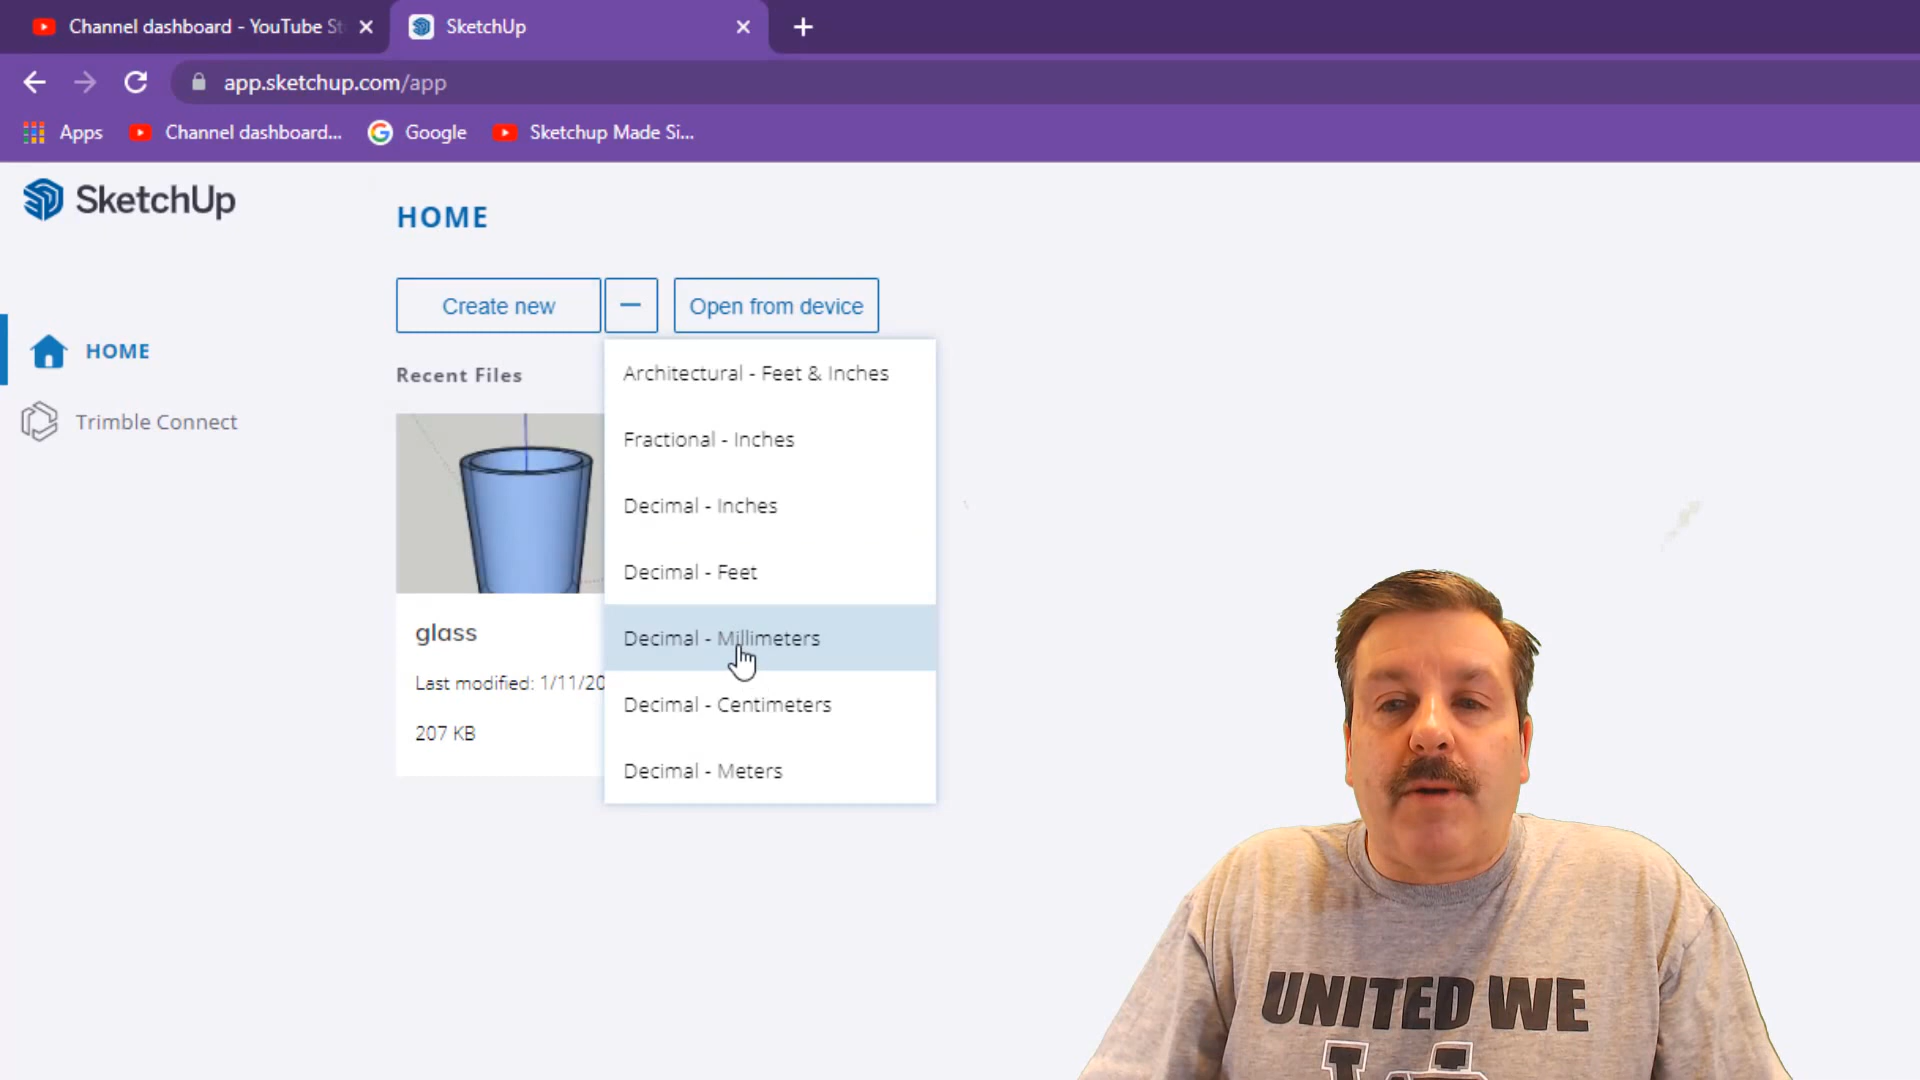 Channel dashboard - YouTube St
SketchUp
app.sketchup.com/app
Apps
Channel dashboard...
Google
Sketchup Made Si...
SketchUp
HOME
Create new
Open from device
HOME
Trimble Connect
Recent Files
Architectural - Feet & Inches
Fractional - Inches
Decimal - Inches
Decimal - Feet
Decimal - Millimeters
Decimal - Centimeters
Decimal - Meters
glass
Last modified: 1/11/20
207 KB
UNITED WE